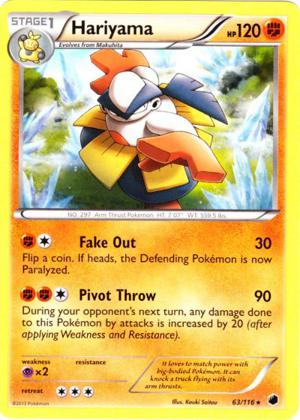 STAGE1
Hariyama
HP120
Evolves from Makuhita
NO. 297 Arm Thrust Pokémon HT: 7'07" WT: 559.5 lbs.
Fake Out 30
Flip a coin. If heads, the Defending Pokémon is now
Paralyzed.
Pivot Throw 90
During your opponent's next turn, any damage done
to this Pokémon by attacks is increased by 20 (after
applying Weakness and Resistance).
weakness resistance
×2
retreat
It loves to match power with
big-bodied Pokémon. It can
knock a truck flying with its
arm thrusts.
Illus. Kouki Saitou
63/116
©2013 Pokémon